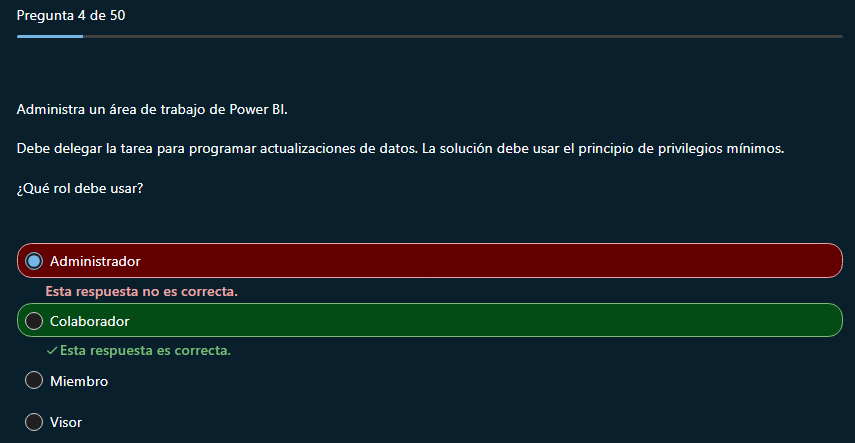 Pregunta 4 de 50
Administra un área de trabajo de Power BI.
Debe delegar la tarea para programar actualizaciones de datos. La solución debe usar el principio de privilegios mínimos.
¿Qué rol debe usar?
Administrador
Esta respuesta no es correcta.
Colaborador
✓Esta respuesta es correcta.
Miembro
Visor